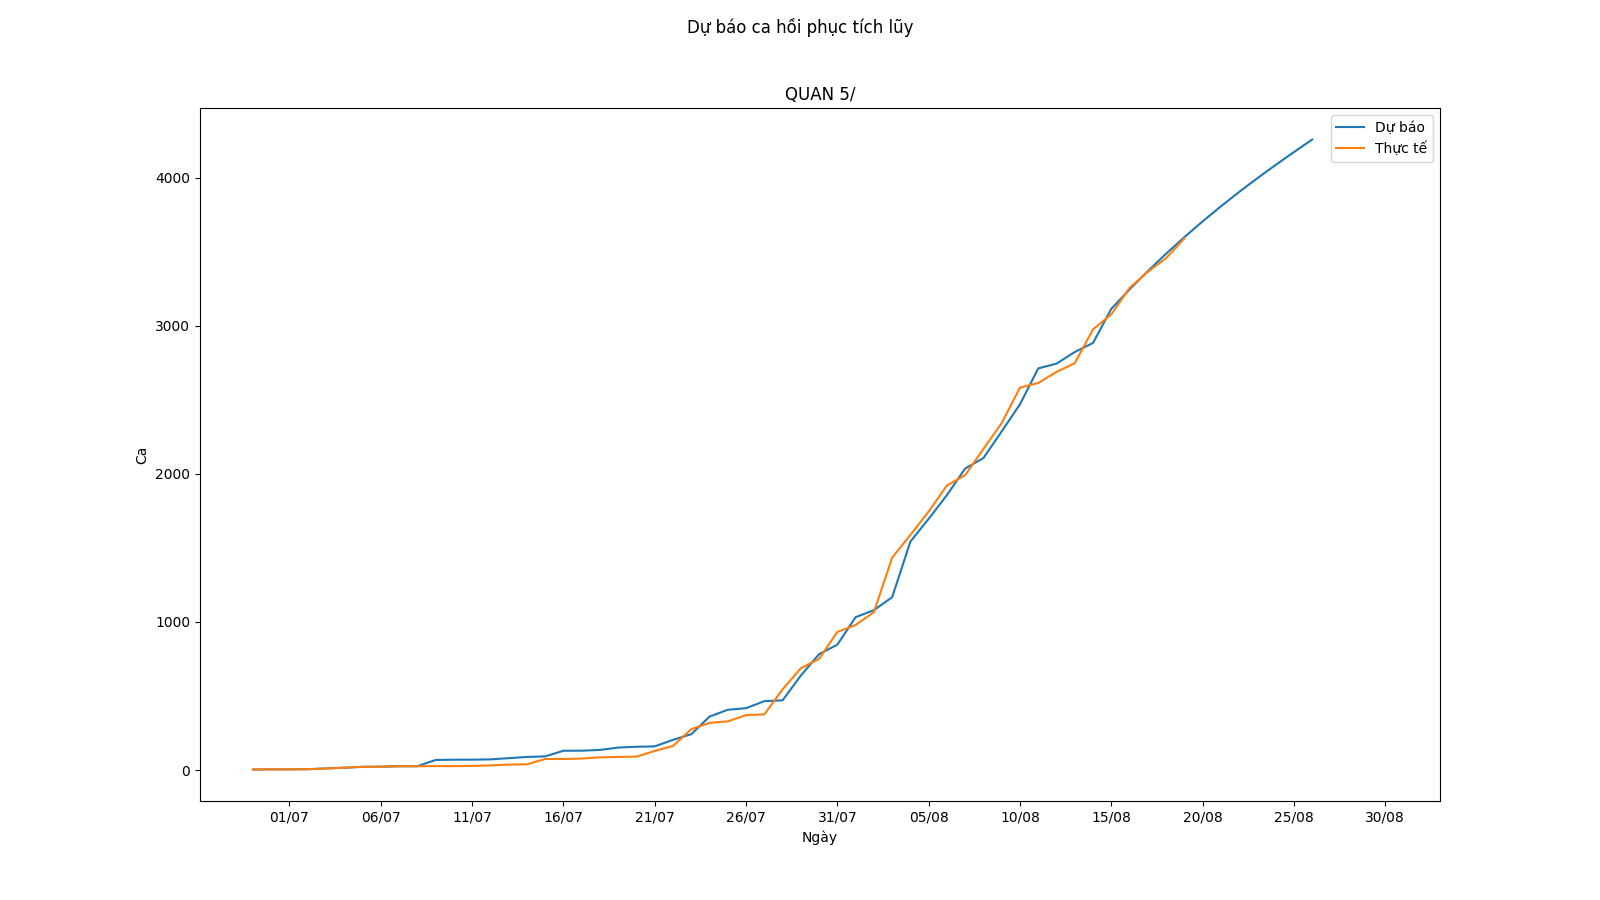 Dự báo ca hồi phục tích lũy
QUAN 5/
Dự báo
Thực tế
4000
3000
2000
1000
0
Ca
01/07 06/07 11/07 16/07 21/07 26/07 31/07 05/08 10/08 15/08 20/08 25/08 30/08
Ngày